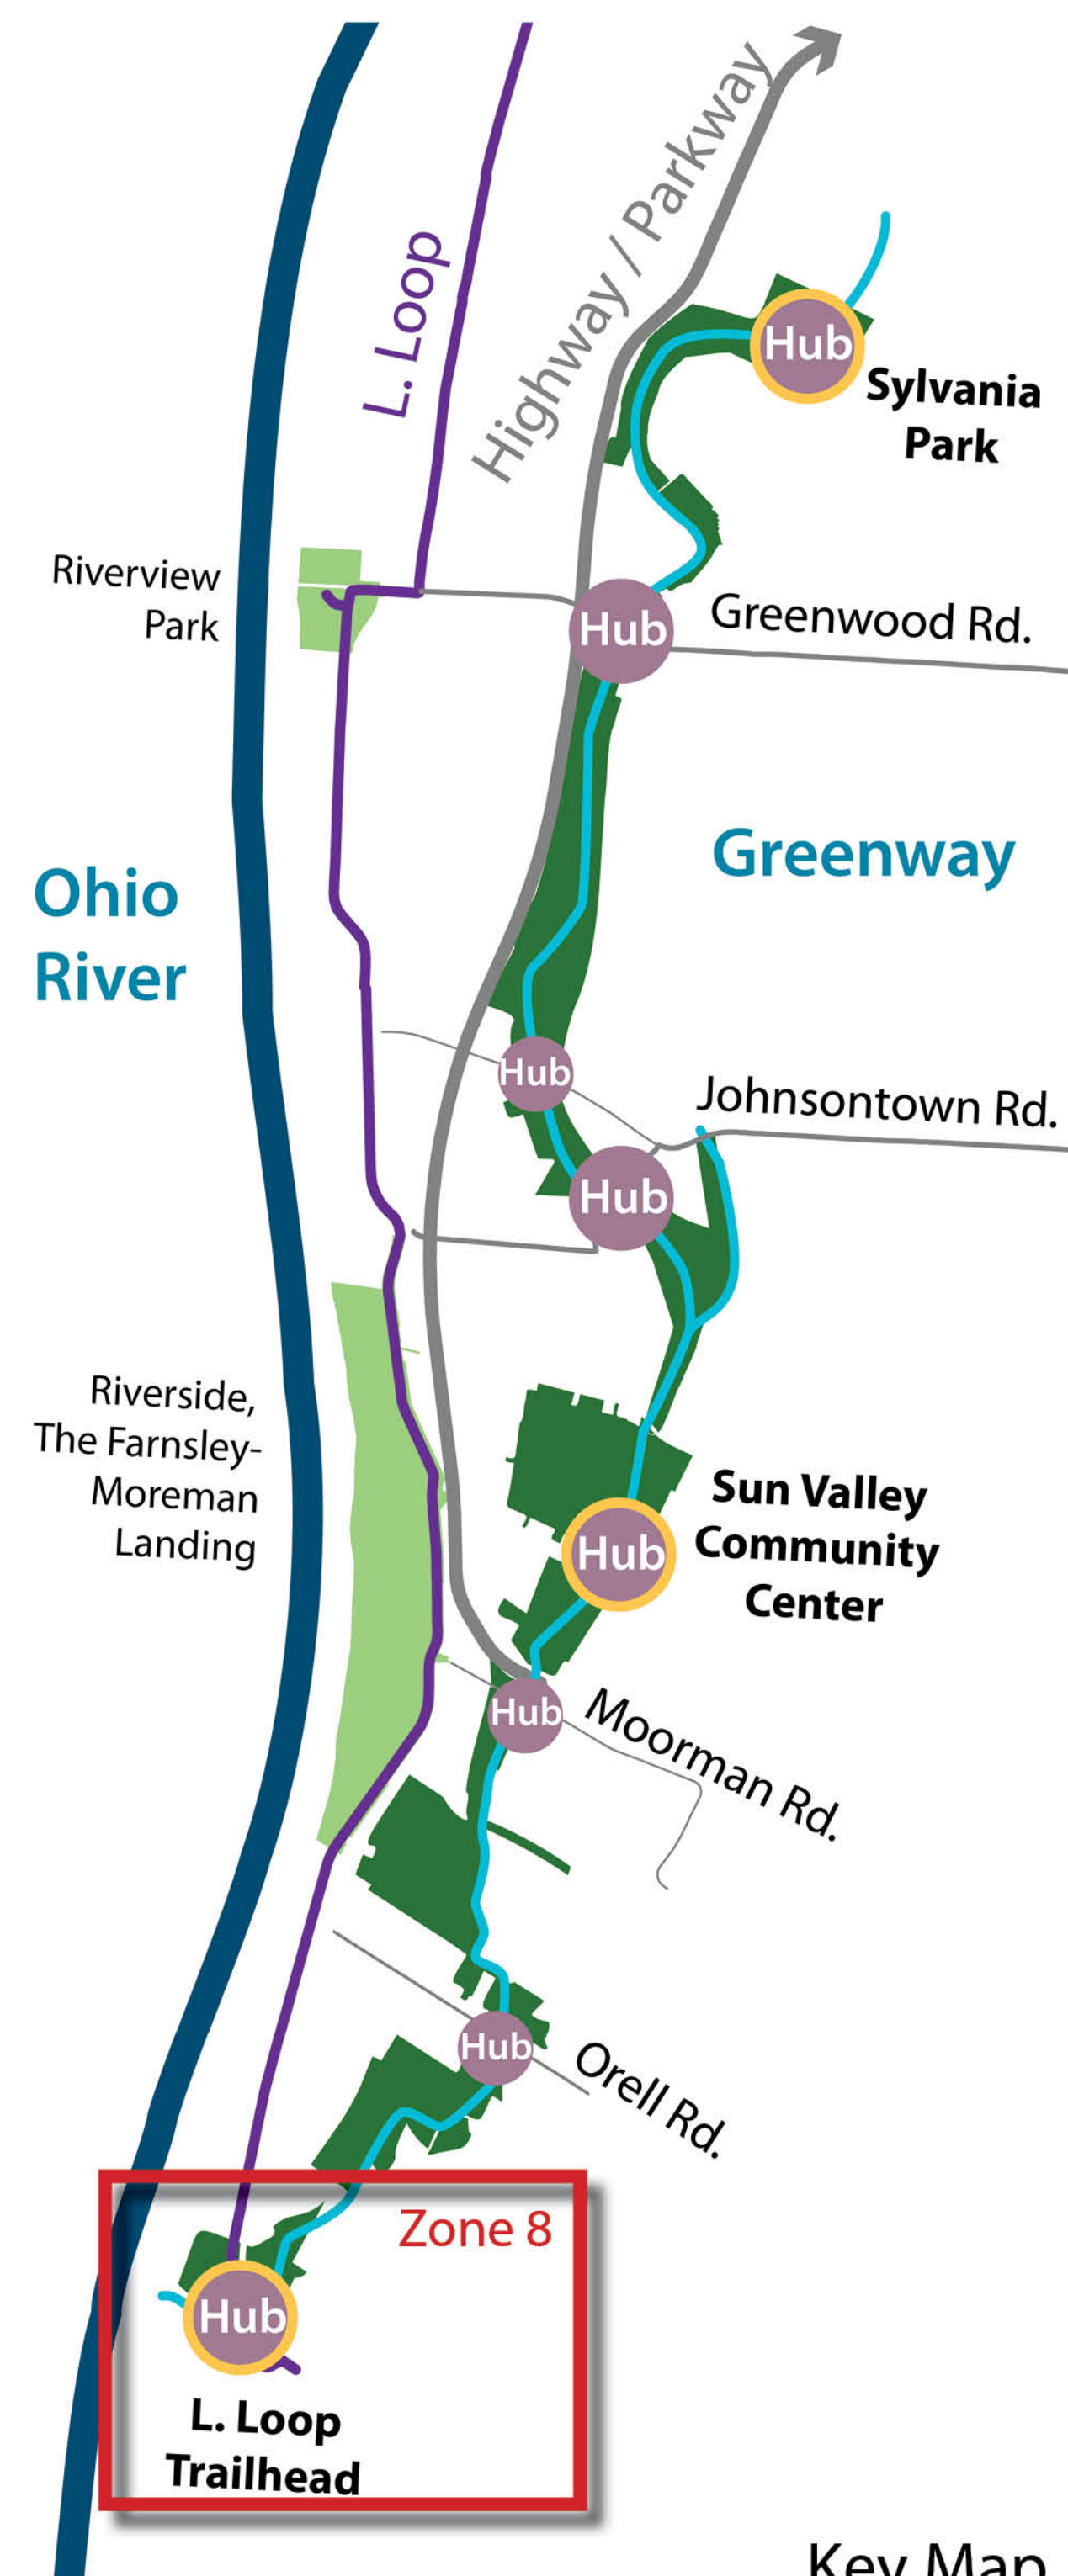 Highway / Parkway
L. Loop
Hub
Sylvania
Park
Riverview
Park
Hub
Greenwood Rd.
Greenway
Ohio
River
Hub
Johnsontown Rd.
Hub
Riverside,
The Farnsley-
Moreman
Landing
Sun Valley
Community
Center
Hub
Hub
Moorman Rd.
Hub
Orell Rd.
Zone 8
Hub
L. Loop
Trailhead
Key Map